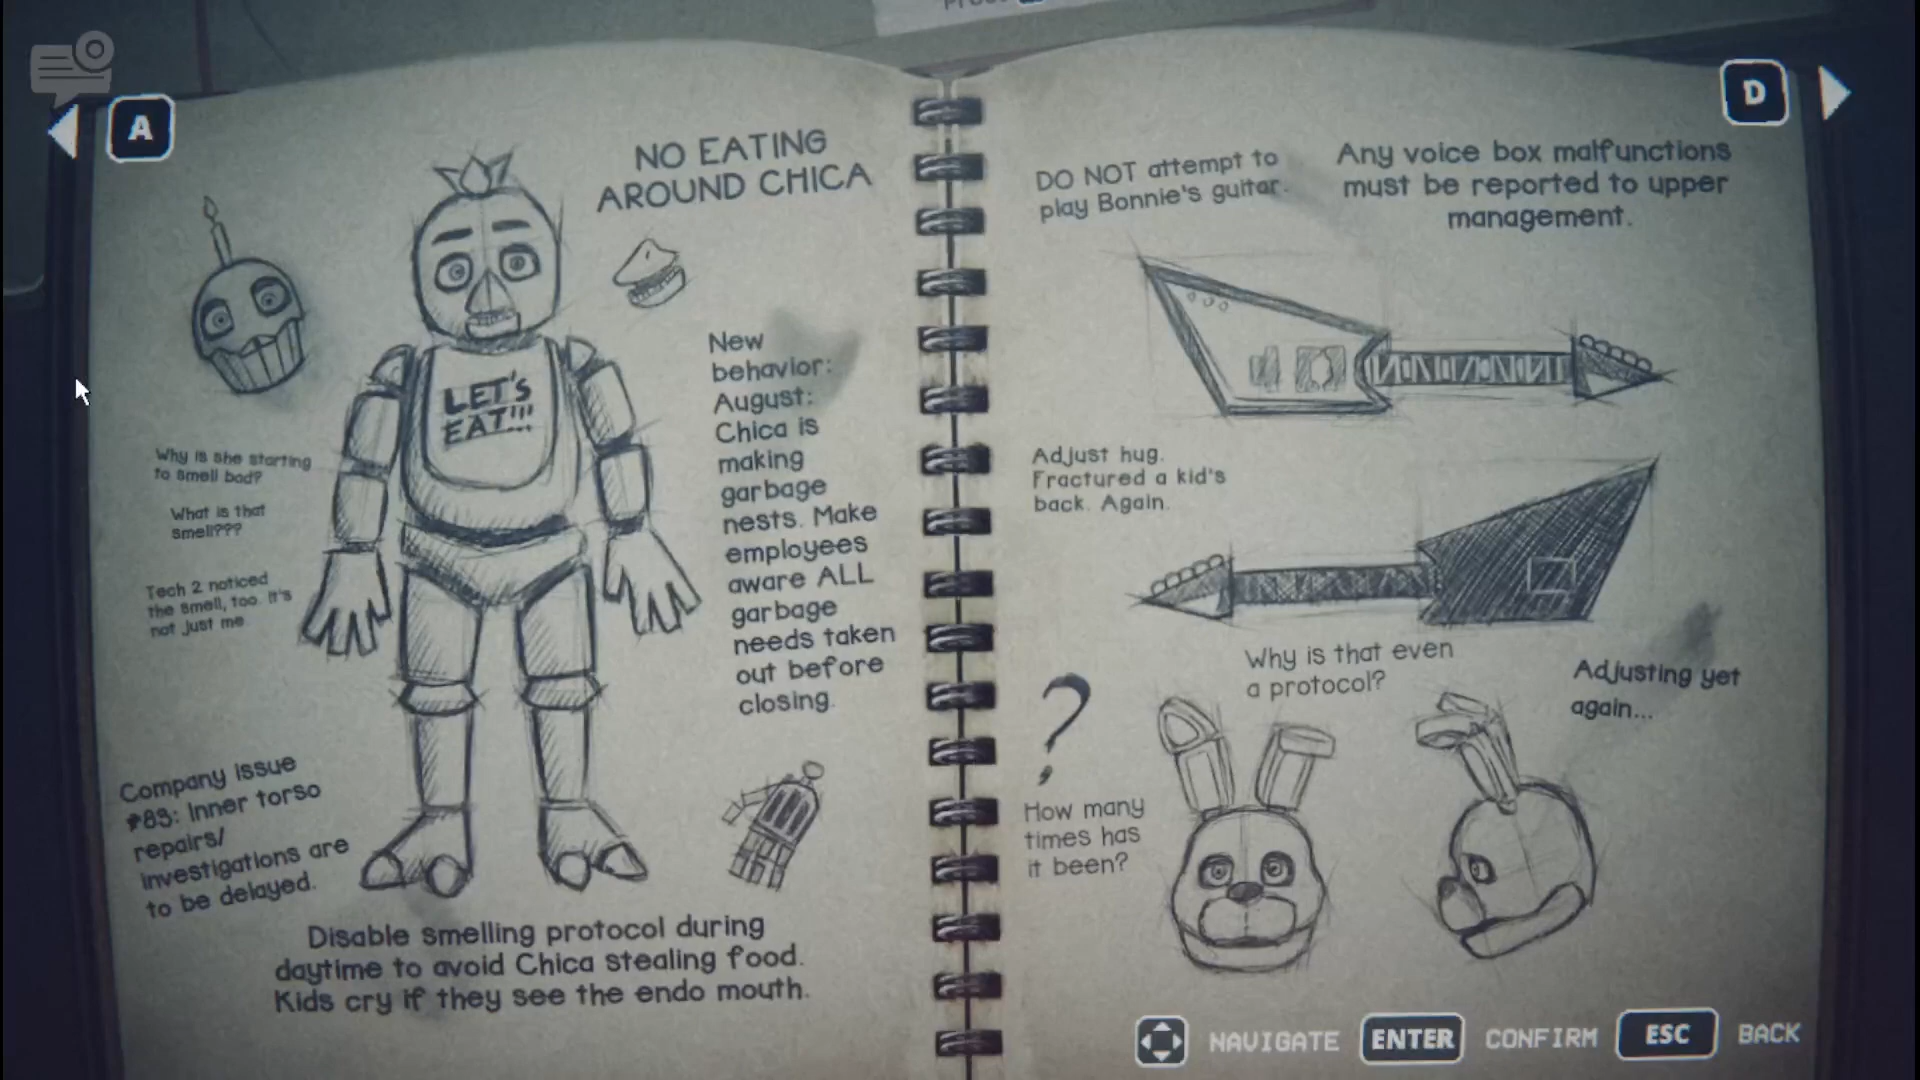 A
D
NO EATING
AROUND CHICA
LET'S
EAT!!!
New
behavior:
August:
Chica is
making
garbage
nests. Make
employees
aware ALL
garbage
needs taken
out before
closing.
Why is she starting
to smell bad?
What is that
smell???
Tech 2 noticed
the smell, too. It's
not just me
Company issue
#83: Inner torso
repairs/
investigations are
to be delayed.
Disable smelling protocol during
daytime to avoid Chica stealing food.
Kids cry if they see the endo mouth.
DO NOT attempt to
play Bonnie's guitar.
Any voice box malfunctions
must be reported to upper
management.
Adjust hug.
Fractured a kid's
back. Again.
Why is that even
a protocol?
Adjusting yet
again...
?
How many
times has
it been?
NAVIGATE ENTER CONFIRM ESC BACK